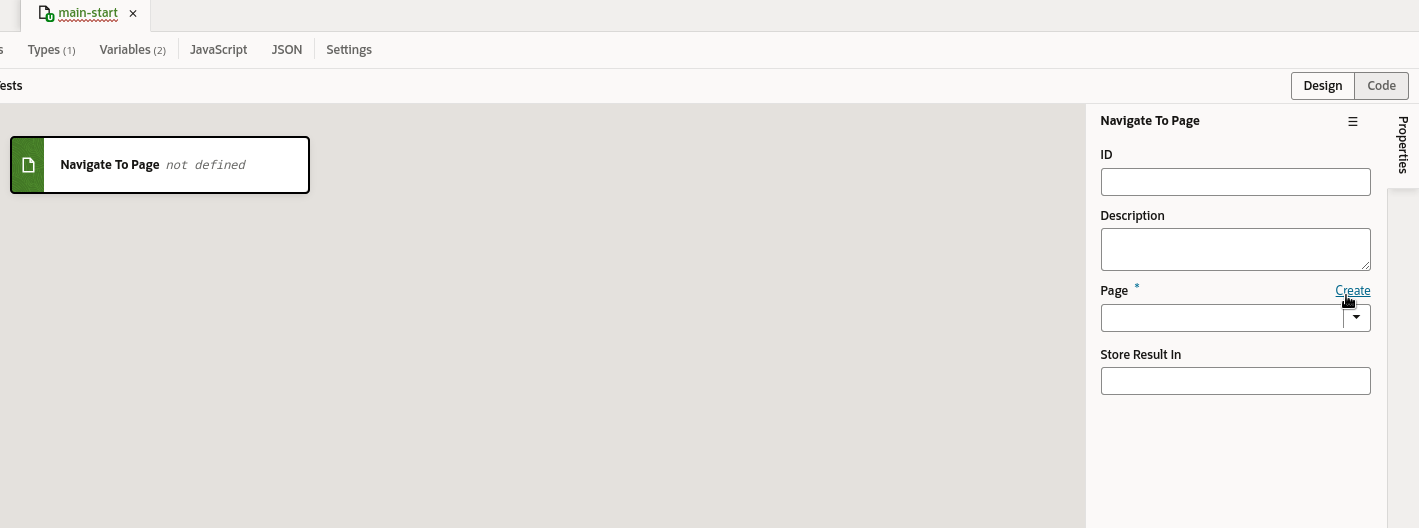 main-start ×
s Types (1) Variables (2) JavaScript JSON Settings
ests Design Code
Navigate To Page not defined
Navigate To Page
ID
Description
Page * Create
Store Result In
Properties